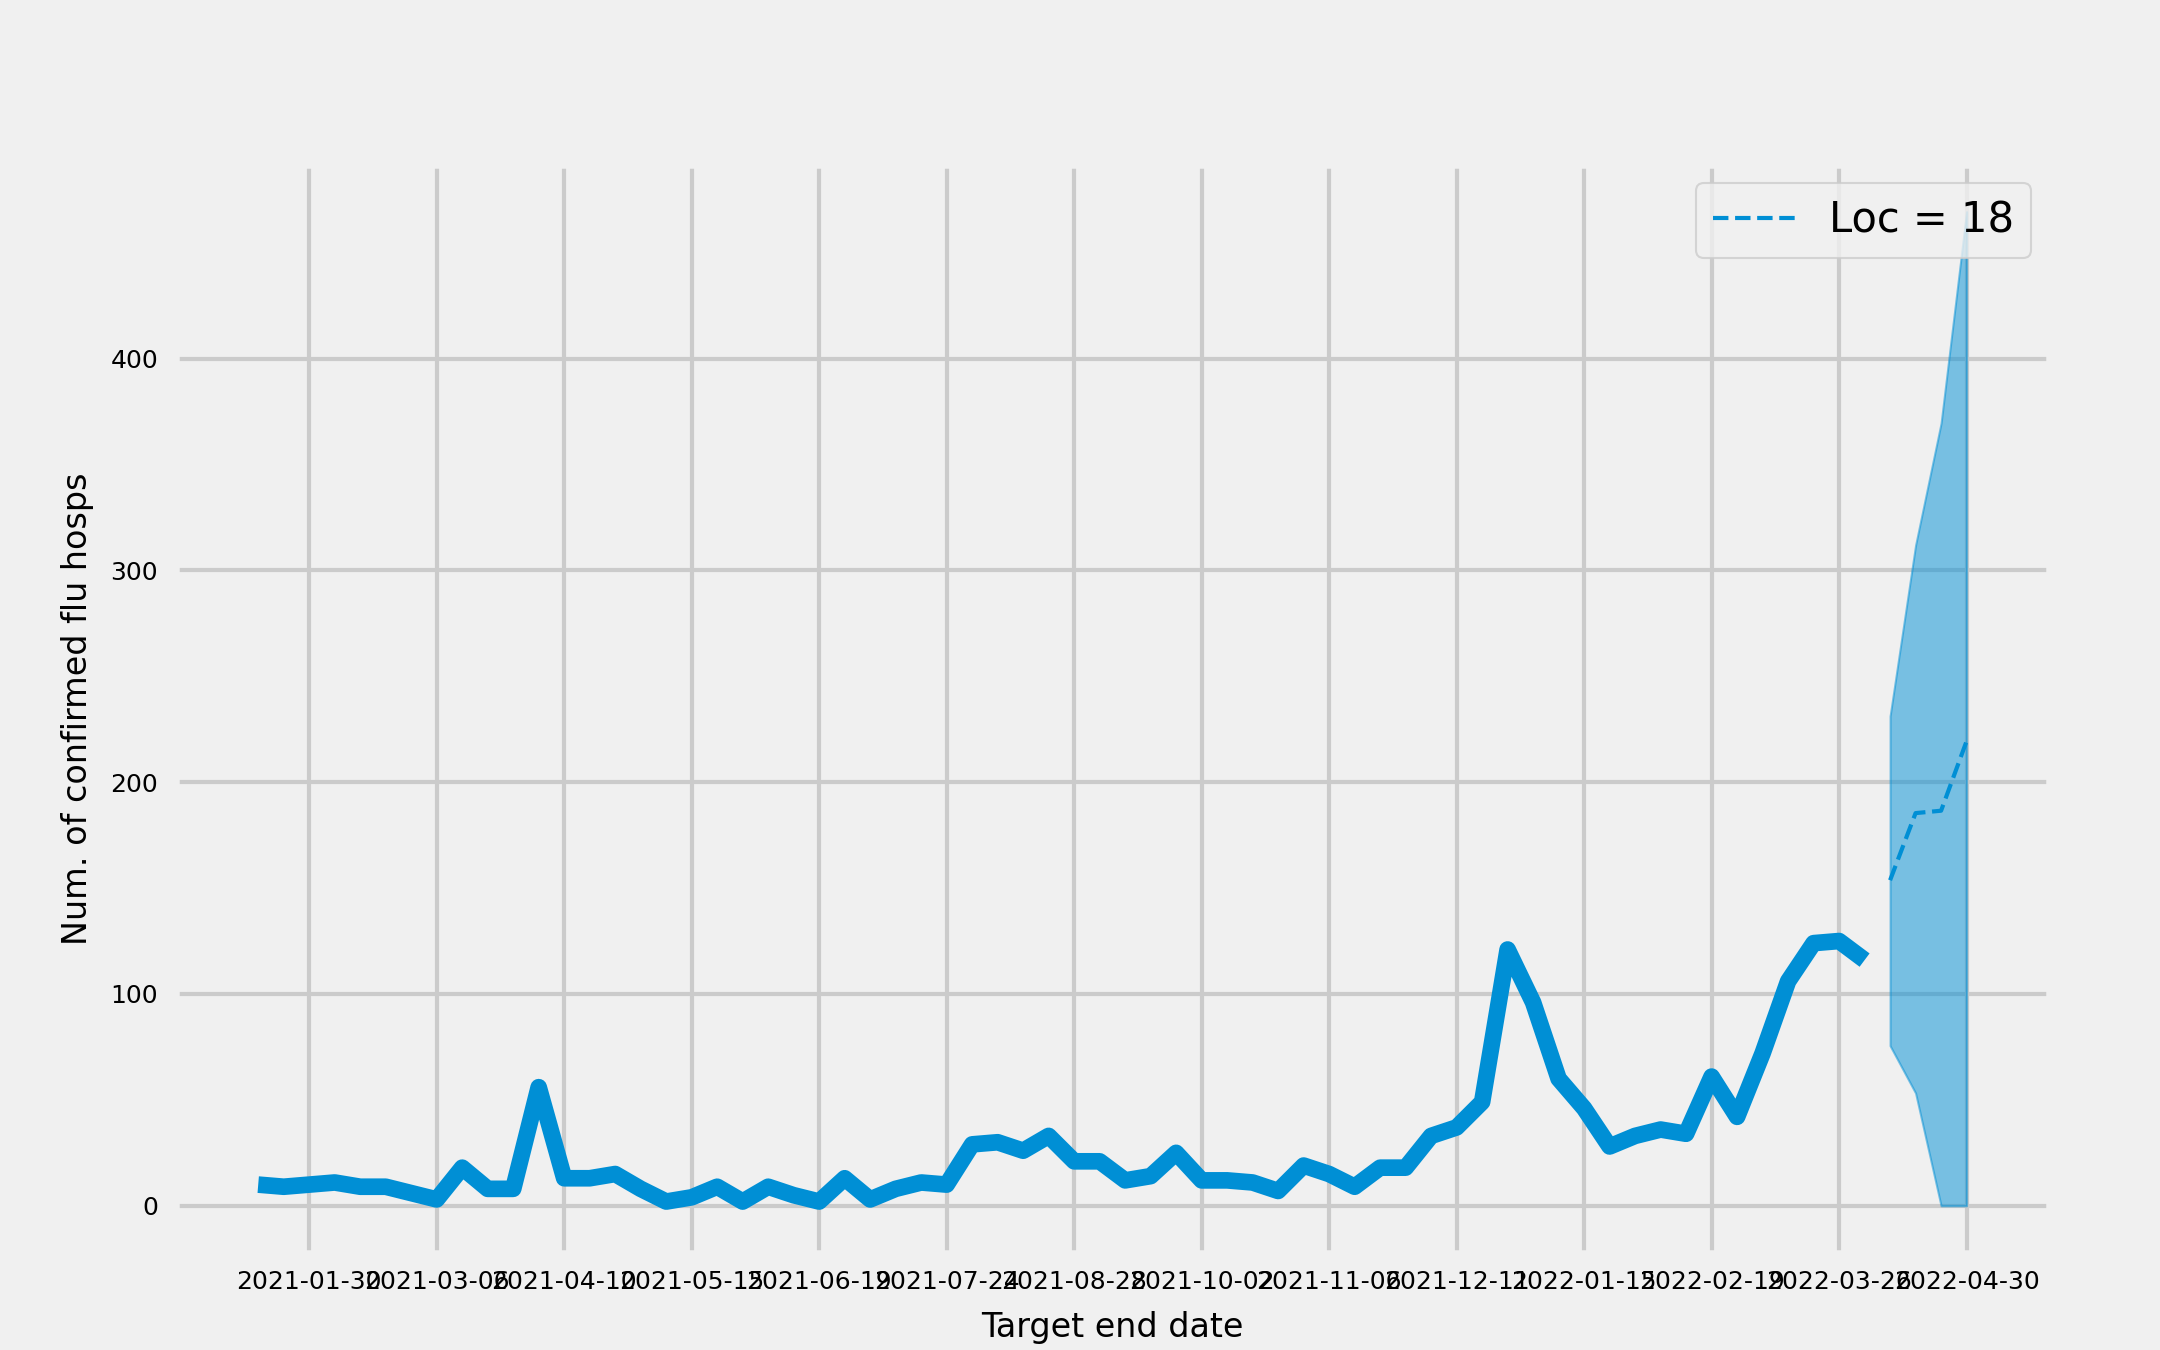 Loc = 18
400
300
200
100
0
Num. of confirmed flu hosps
2021-01-30 2021-03-06 2021-04-10 2021-05-15 2021-06-19 2021-07-24 2021-08-28 2021-10-02 2021-11-06 2021-12-11 2022-01-15 2022-02-19 2022-03-26 2022-04-30
Target end date